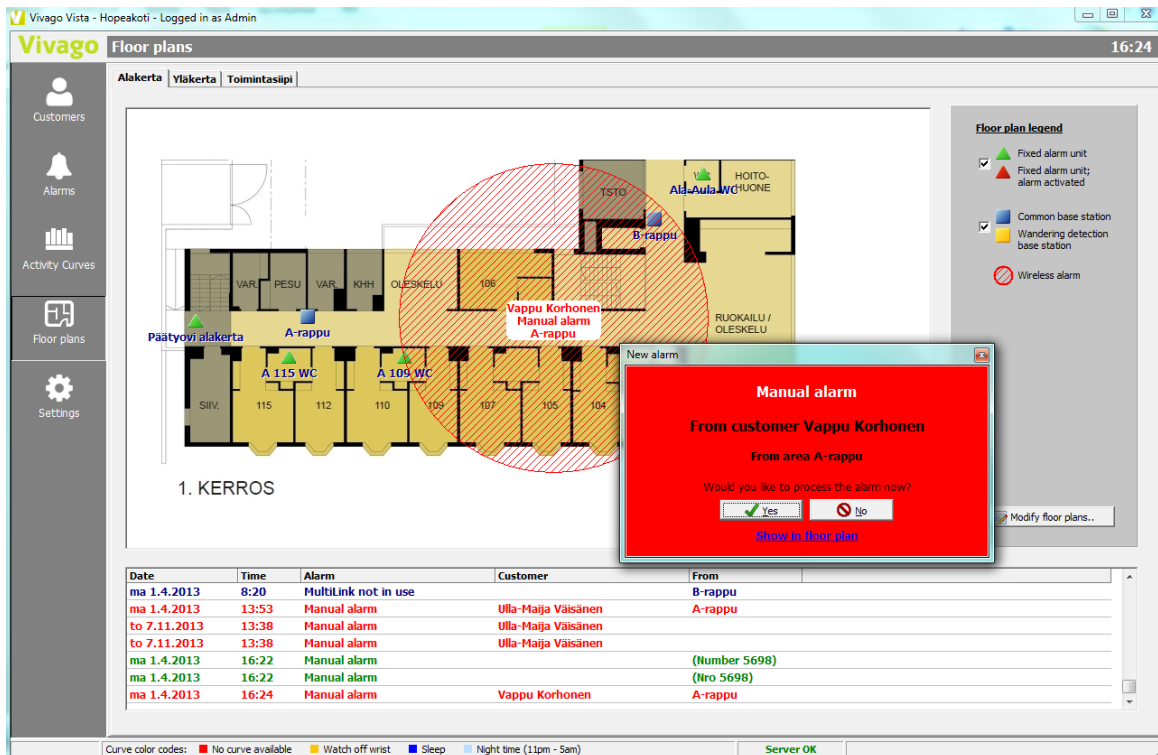 Vivago Vista - Hopeakoti - Logged in as Admin
Vivago Floor plans 16:24
Customers
Alarms
Activity Curves
Floor plans
Settings
Alakerta Yläkerta Toimintasiipi
TSTO
HOITO-
HUONE
Ala-Aula WC
B-rappu
VAR. PESU VAR. KHH OLESKELU 106
Vappu Korhonen
Manual alarm
A-rappu
RUOKAILU /
OLESKELU
Päätyovi alakerta
A-rappu
A 115 WC
A 109 WC
SIIV. 115 112 110 109 107 105 104
1. KERROS
Floor plan legend
Fixed alarm unit
Fixed alarm unit;
alarm activated
Common base station
Wandering detection
base station
Wireless alarm
Modify floor plans..
New alarm
Manual alarm
From customer Vappu Korhonen
From area A-rappu
Would you like to process the alarm now?
Yes No
Show in floor plan
Date Time Alarm Customer From
ma 1.4.2013 8:20 MultiLink not in use B-rappu
ma 1.4.2013 13:53 Manual alarm Ulla-Maija Väisänen A-rappu
to 7.11.2013 13:38 Manual alarm Ulla-Maija Väisänen
to 7.11.2013 13:38 Manual alarm Ulla-Maija Väisänen
ma 1.4.2013 16:22 Manual alarm (Number 5698)
ma 1.4.2013 16:22 Manual alarm (Nro 5698)
ma 1.4.2013 16:24 Manual alarm Vappu Korhonen A-rappu
Curve color codes: No curve available Watch off wrist Sleep Night time (11pm - 5am) Server OK